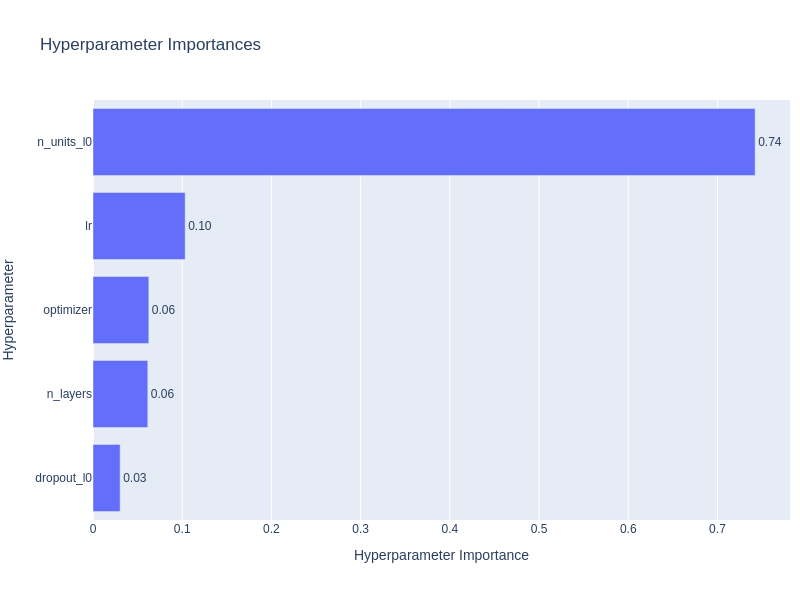 Hyperparameter Importances
Hyperparameter
n_units_l0 0.74
lr 0.10
optimizer 0.06
n_layers 0.06
dropout_l0 0.03
0 0.1 0.2 0.3 0.4 0.5 0.6 0.7
Hyperparameter Importance